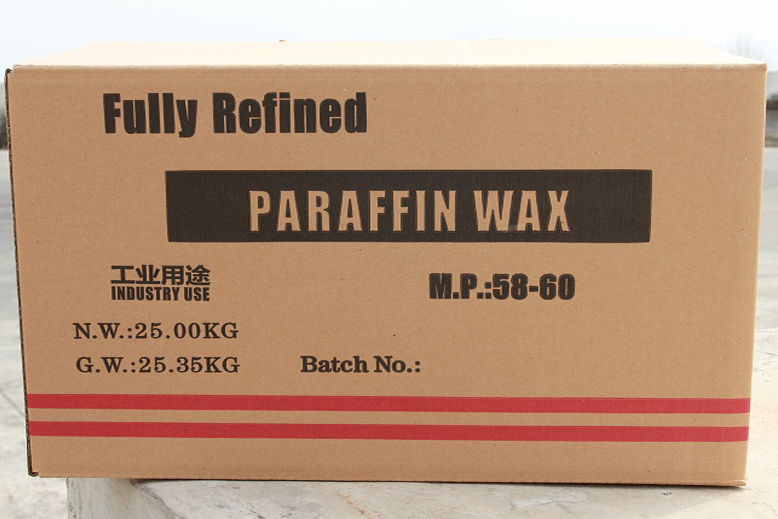 Fully Refined
PARAFFIN WAX
工业用途
INDUSTRY USE
M.P.:58-60
N.W.:25.00KG
G.W.:25.35KG
Batch No.: